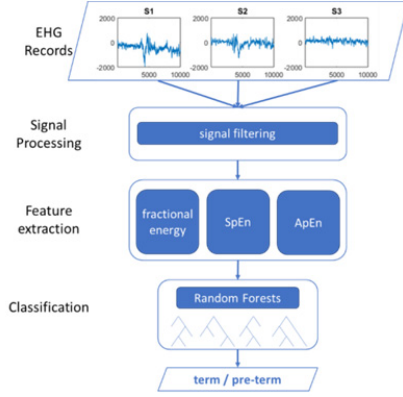 EHG
Records
S1
S2
S3
2000
0
-2000
5000
10000
2000
0
-2000
5000
10000
2000
0
-2000
5000
10000
Signal
Processing
signal filtering
Feature
extraction
fractional
energy
SpEn
ApEn
Classification
Random Forests
term / pre-term